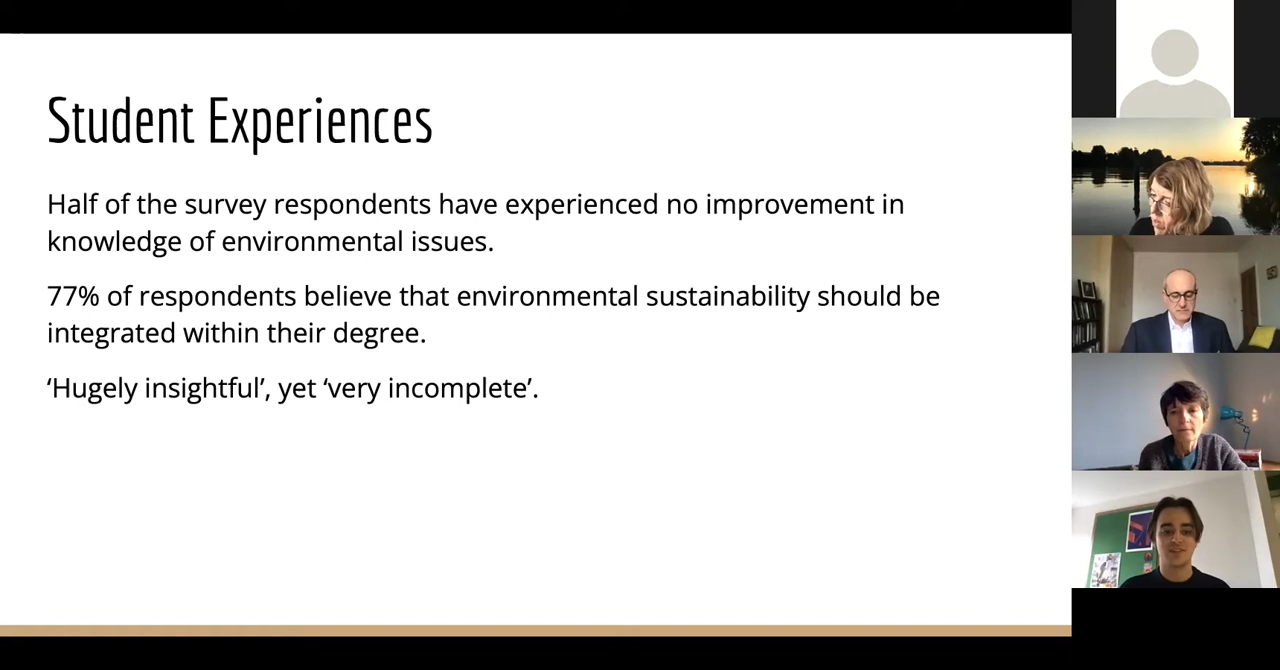 Student Experiences
Half of the survey respondents have experienced no improvement in
knowledge of environmental issues.
77% of respondents believe that environmental sustainability should be
integrated within their degree.
‘Hugely insightful’, yet ‘very incomplete’.